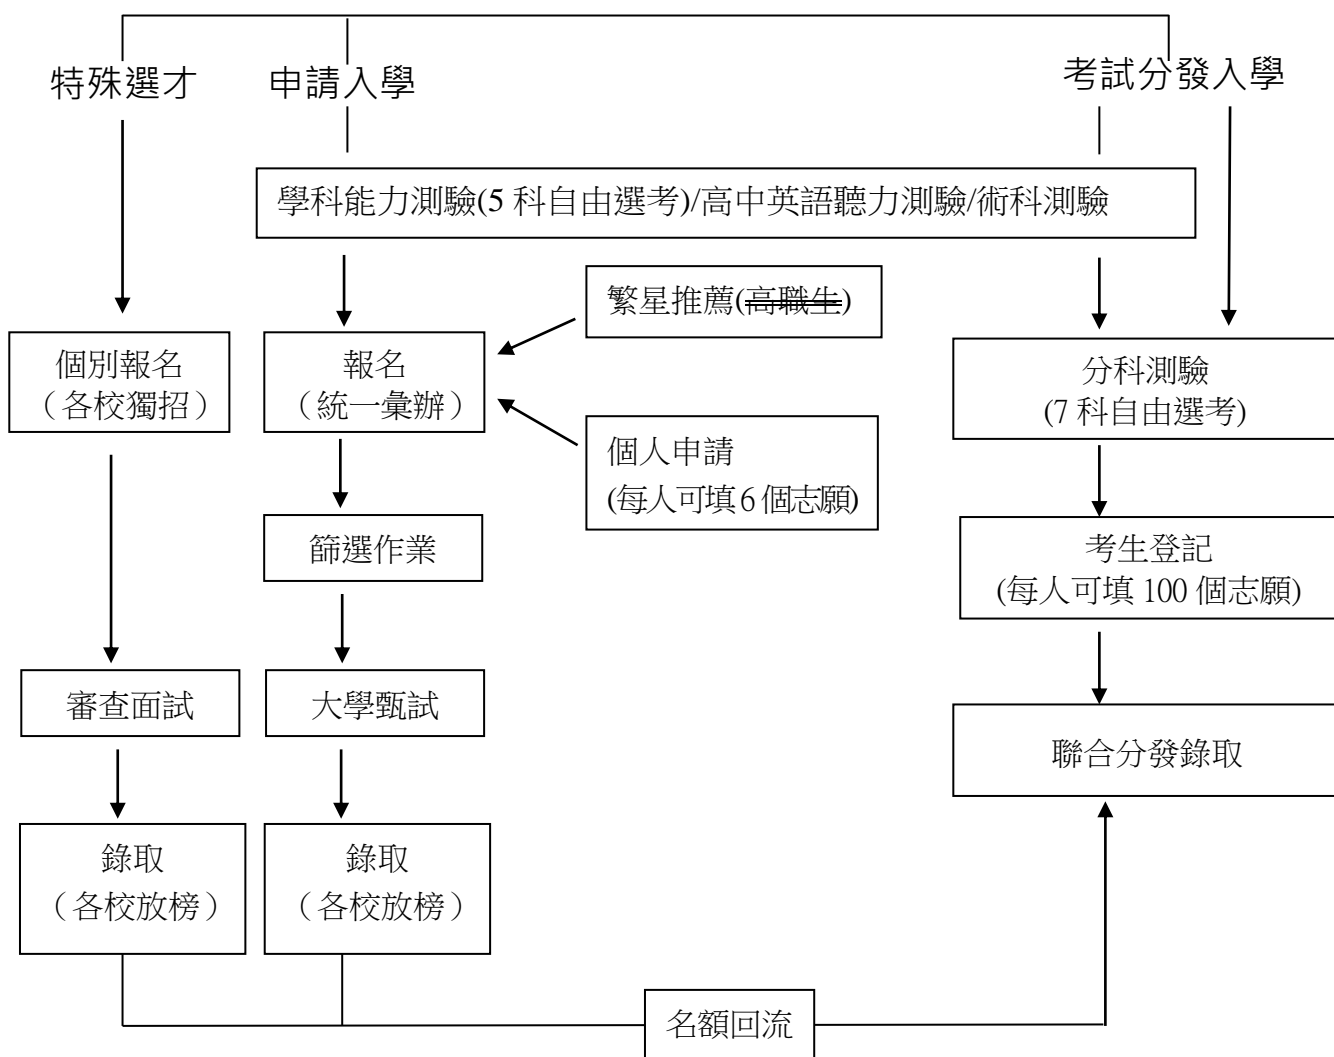 特殊選才
申請入學
考試分發入學
學科能力測驗(5 科自由選考)/高中英語聽力測驗/術科測驗
繁星推薦(高職生)
個別報名
（各校獨招）
報名
（統一彙辦）
個人申請
(每人可填 6 個志願)
分科測驗
(7 科自由選考)
篩選作業
考生登記
(每人可填 100 個志願)
審查面試
大學甄試
聯合分發錄取
錄取
（各校放榜）
錄取
（各校放榜）
名額回流